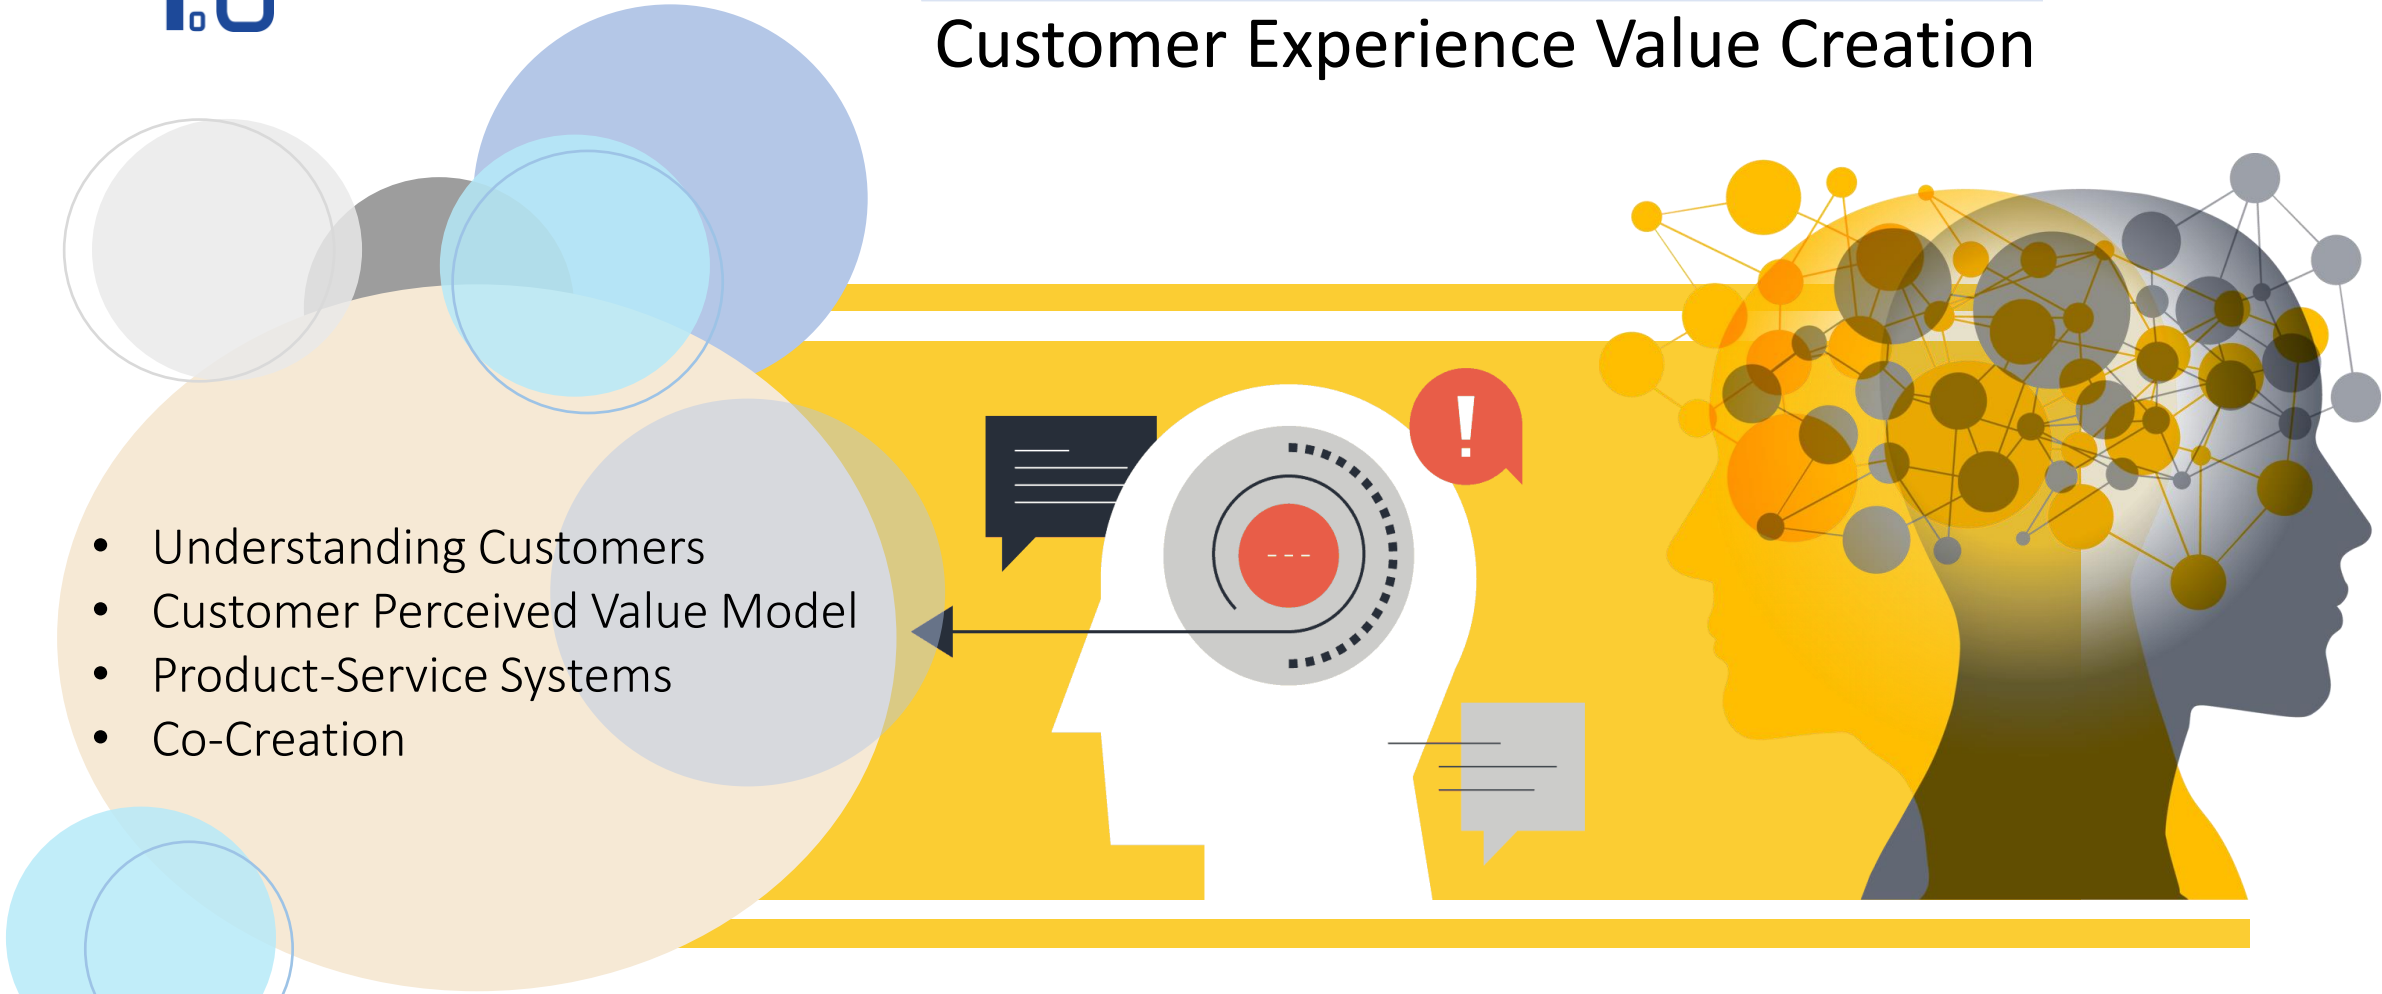 Customer Experience Value Creation
!
• Understanding Customers
• Customer Perceived Value Model
• Product-Service Systems
• Co-Creation